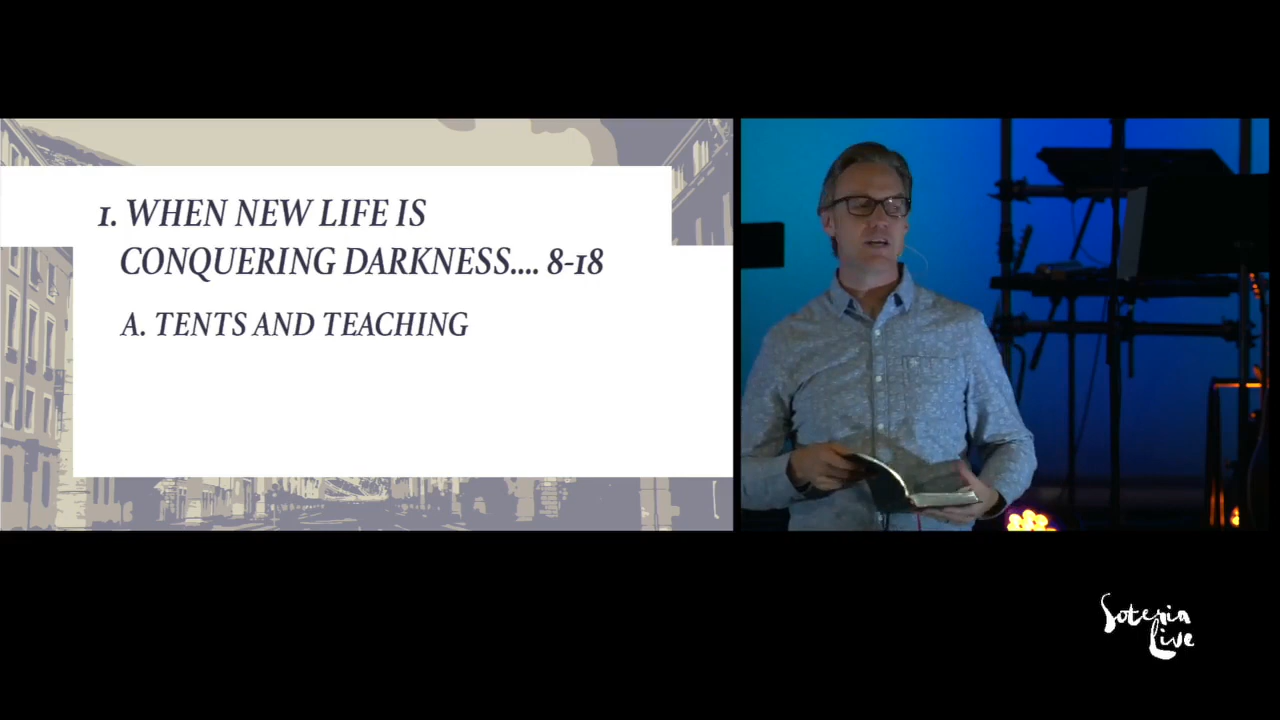 1. WHEN NEW LIFE IS
CONQUERING DARKNESS.... 8-18
A. TENTS AND TEACHING
Soteria
Live